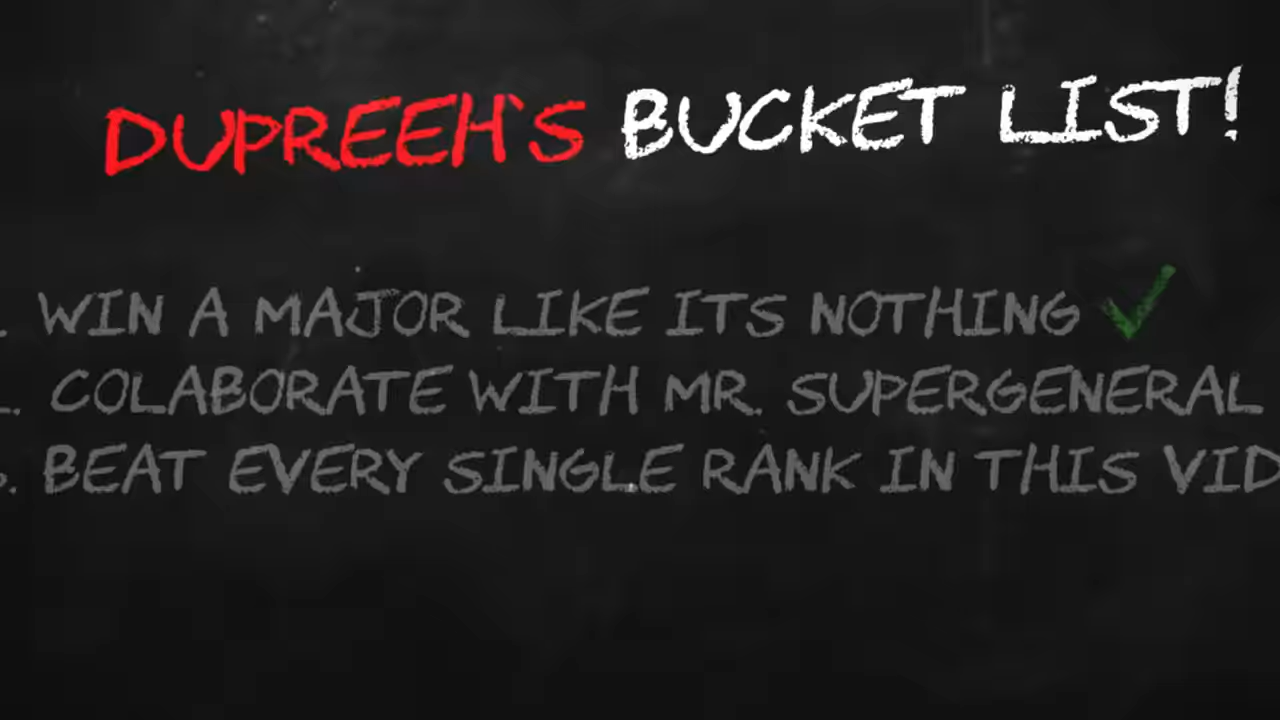 DUPREEH'S BUCKET LIST!
. WIN A MAJOR LIKE ITS NOTHING
. COLABORATE WITH MR. SUPERGENERAL
. BEAT EVERY SINGLE RANK IN THIS VID